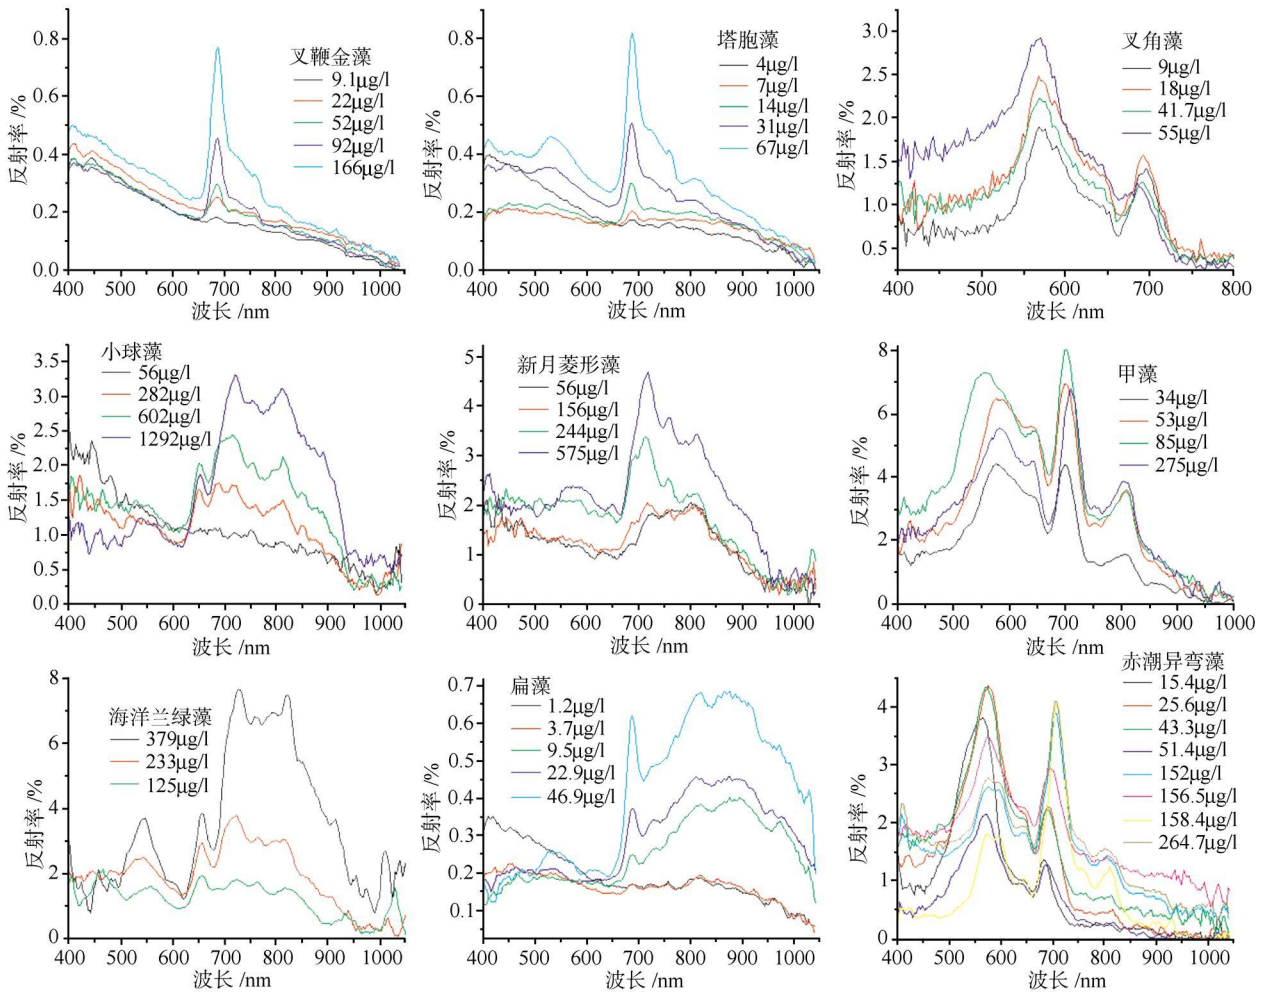 叉鞭金藻
9.1μg/l
22μg/l
52μg/l
92μg/l
166μg/l
反射率 /%
0.8
0.6
0.4
0.2
0.0
400 500 600 700 800 900 1000
波长 /nm
塔胞藻
4μg/l
7μg/l
14μg/l
31μg/l
67μg/l
反射率 /%
0.8
0.6
0.4
0.2
0.0
400 500 600 700 800 900 1000
波长 /nm
叉角藻
9μg/l
18μg/l
41.7μg/l
55μg/l
反射率 /%
3.0
2.5
2.0
1.5
1.0
0.5
400 500 600 700 800
波长 /nm
小球藻
56μg/l
282μg/l
602μg/l
1292μg/l
反射率 /%
3.5
3.0
2.5
2.0
1.5
1.0
0.5
0.0
400 500 600 700 800 900 1000
波长 /nm
新月菱形藻
56μg/l
156μg/l
244μg/l
575μg/l
反射率 /%
5
4
3
2
1
0
400 500 600 700 800 900 1000
波长 /nm
甲藻
34μg/l
53μg/l
85μg/l
275μg/l
反射率 /%
8
6
4
2
0
400 500 600 700 800 900 1000
波长 /nm
海洋兰绿藻
379μg/l
233μg/l
125μg/l
反射率 /%
8
6
4
2
0
400 500 600 700 800 900 1000
波长 /nm
扁藻
1.2μg/l
3.7μg/l
9.5μg/l
22.9μg/l
46.9μg/l
反射率 /%
0.7
0.6
0.5
0.4
0.3
0.2
0.1
400 500 600 700 800 900 1000
波长 /nm
赤潮异弯藻
15.4μg/l
25.6μg/l
43.3μg/l
51.4μg/l
152μg/l
156.5μg/l
158.4μg/l
264.7μg/l
反射率 /%
4
3
2
1
0
400 500 600 700 800 900 1000
波长 /nm